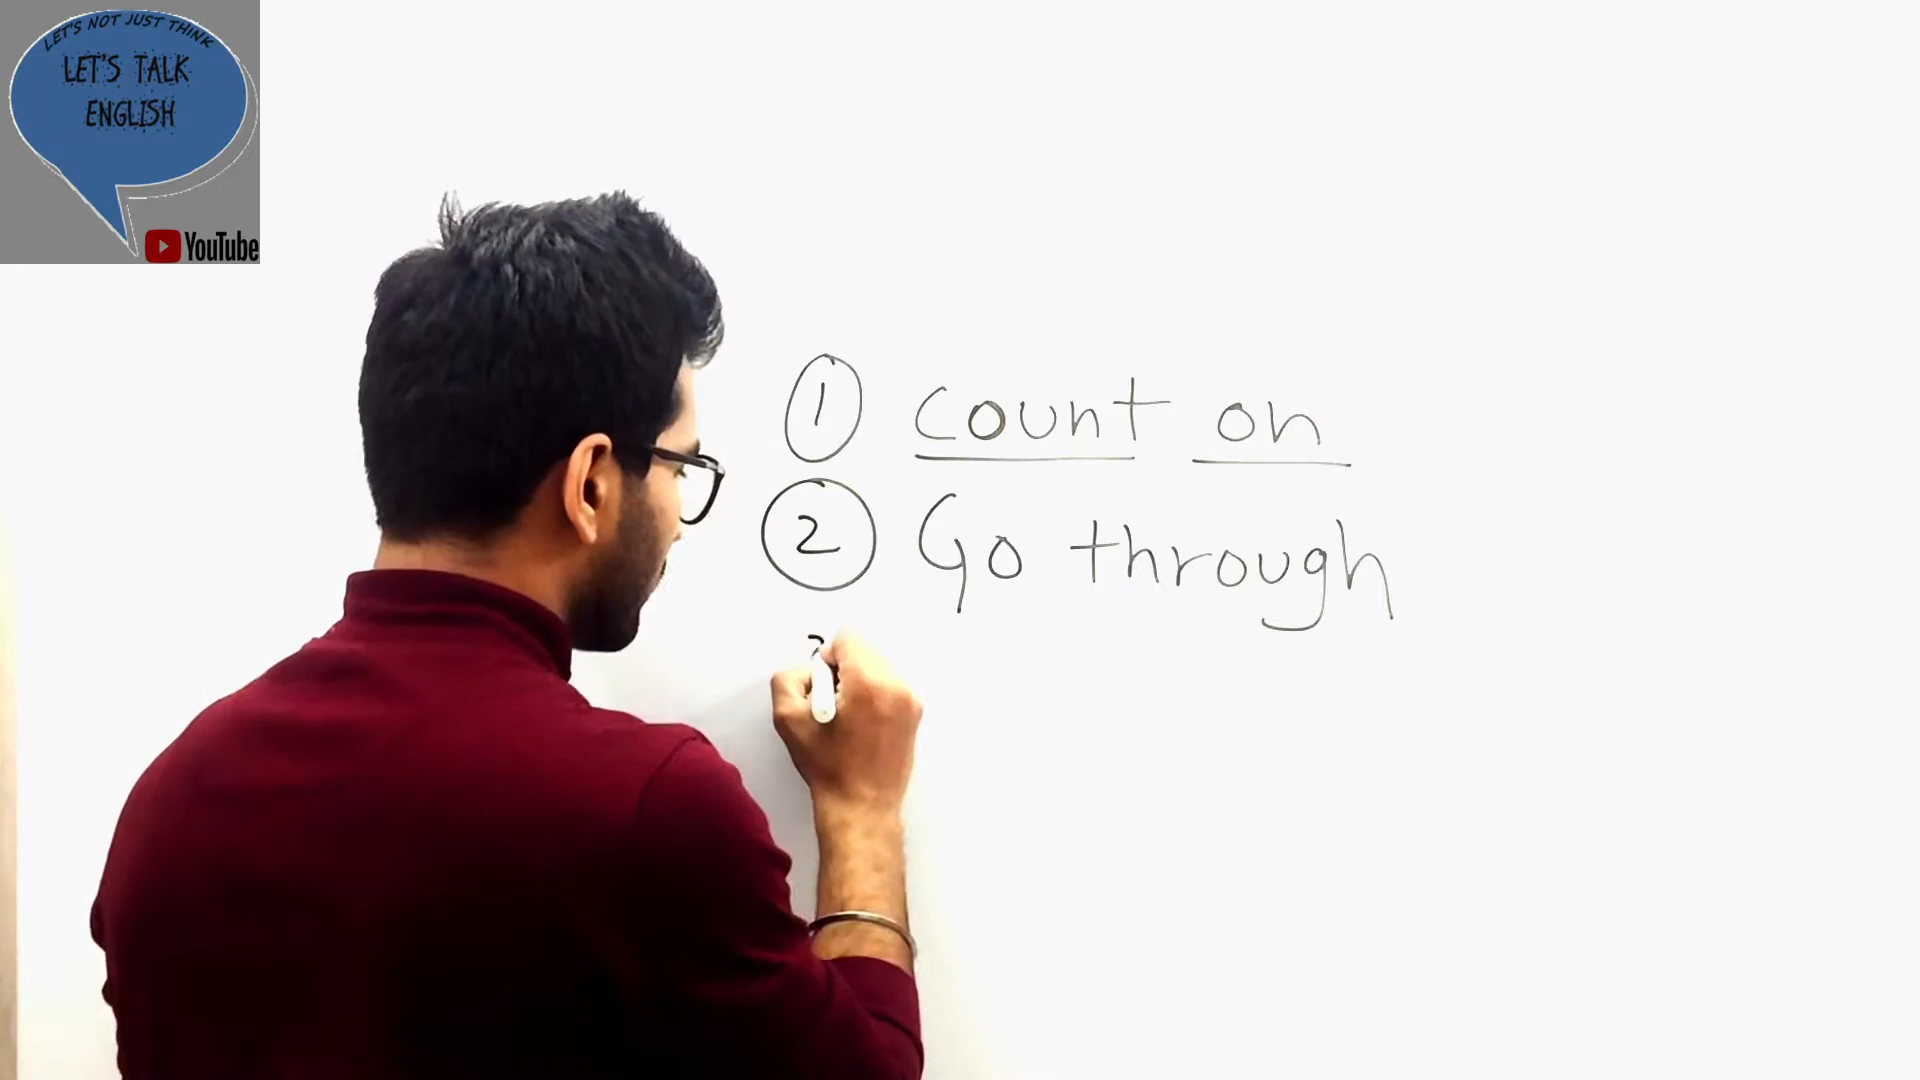 LET'S NOT JUST THINK
LET'S TALK
ENGLISH
YouTube
1 count on
2 Go through